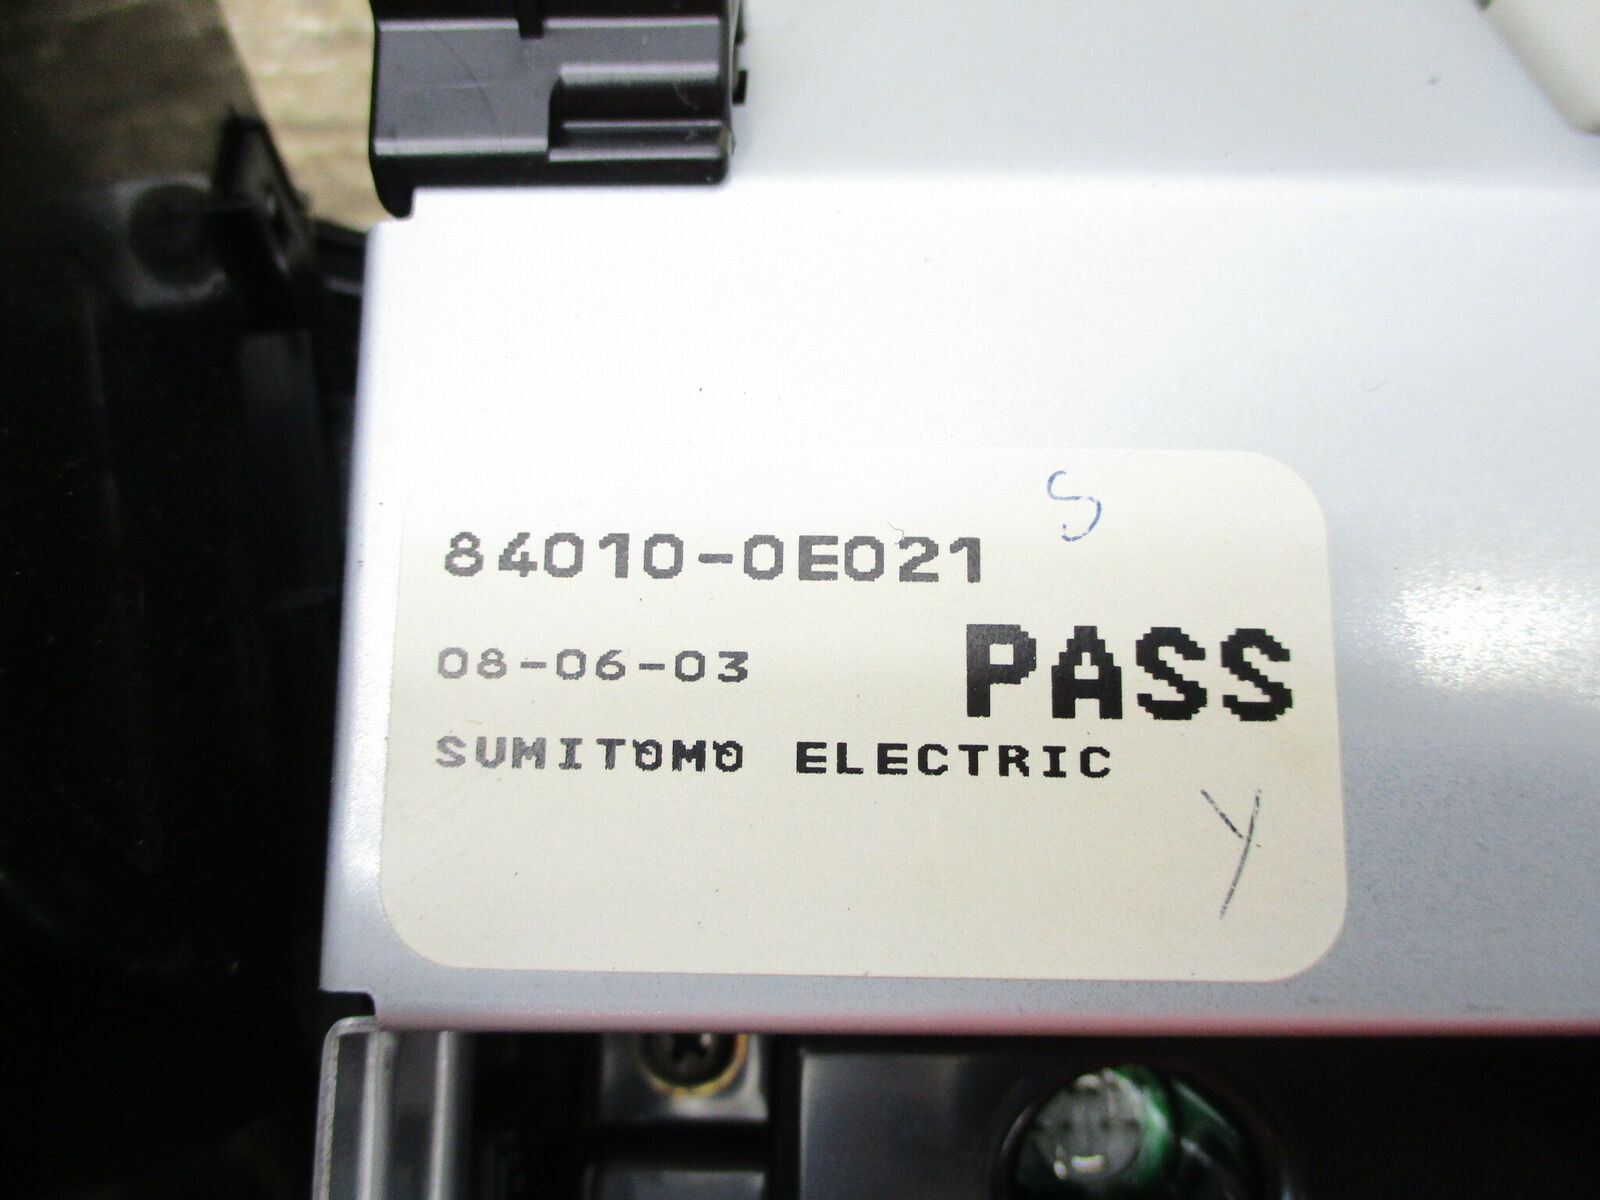 S
84010-0E021
08-06-03 PASS
SUMITOMO ELECTRIC
Y